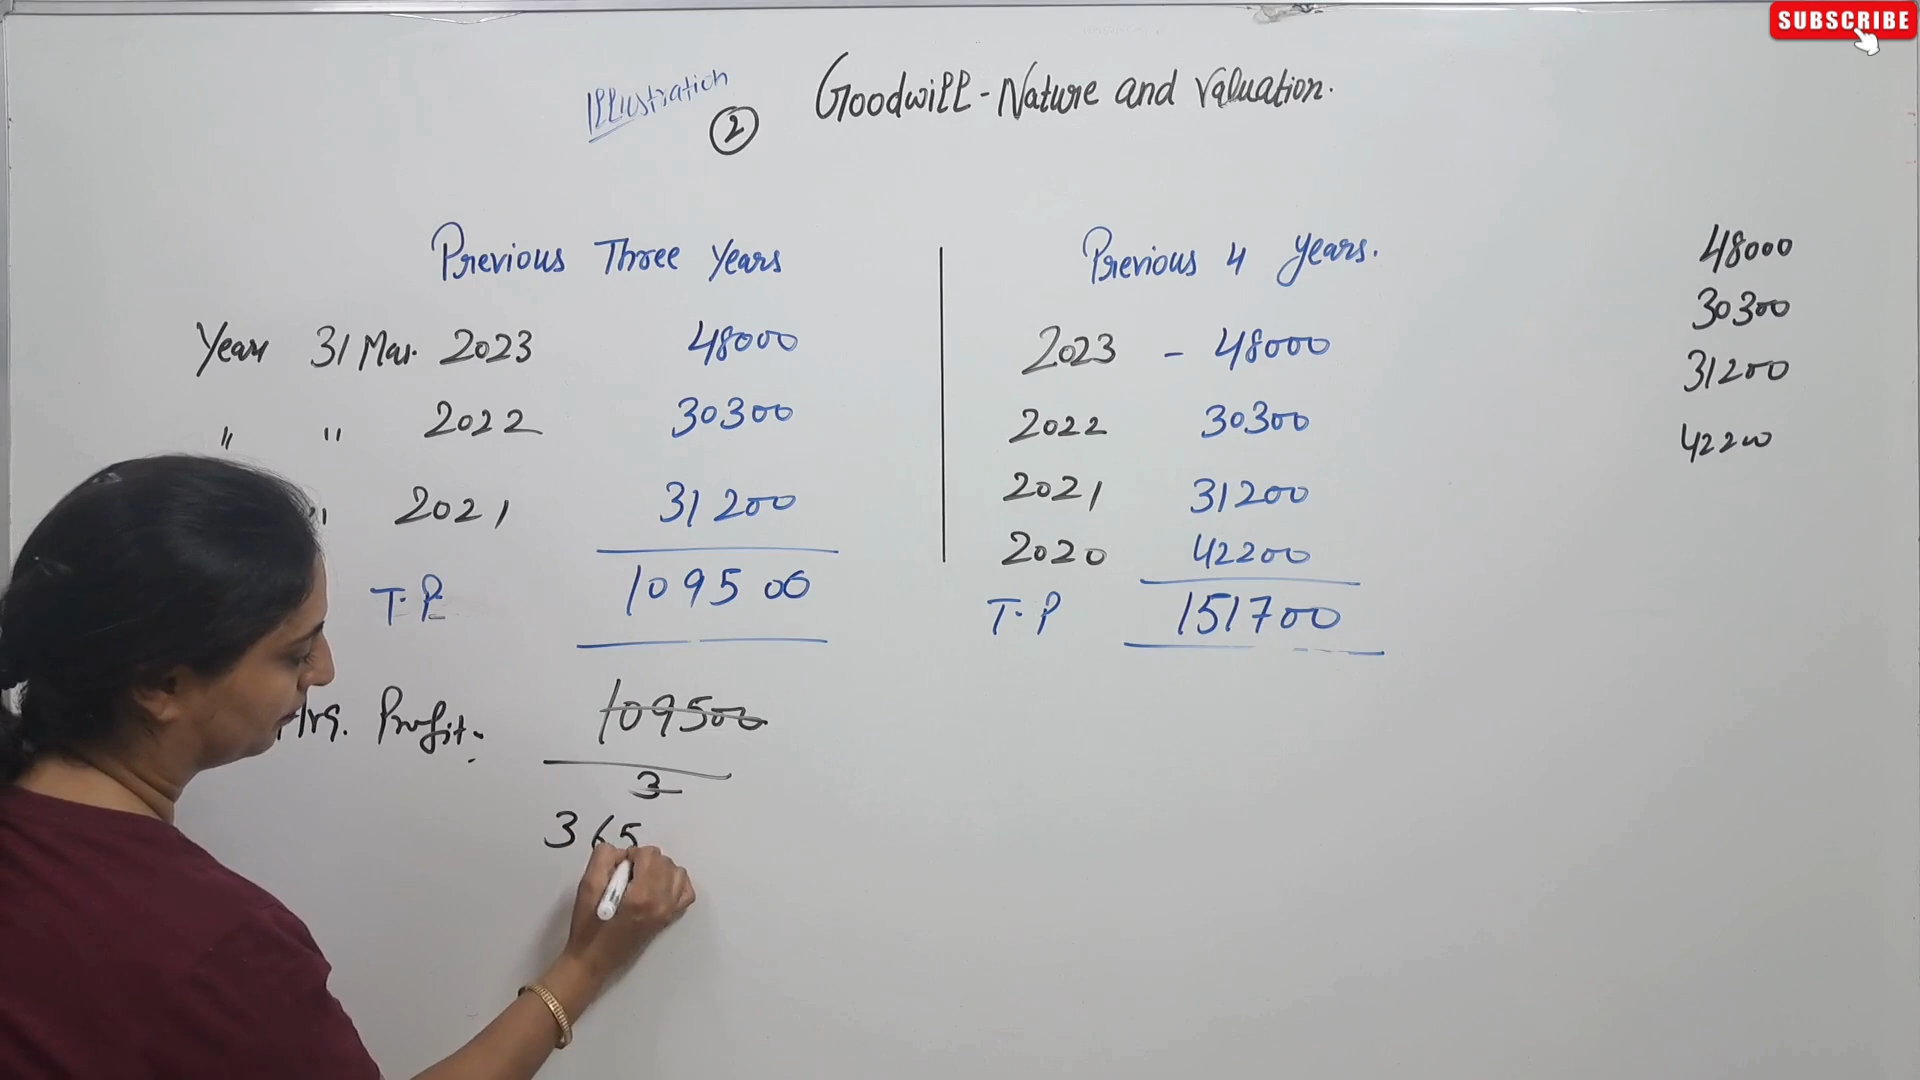 SUBSCRIBE
Illustration
2
Goodwill - Nature and Valuation.
Previous Three Years
Year 31 Mar. 2023 48000
" " 2022 30300
" 2021 31200
T.P. 109500
Avg. Profit. 109500
3
365
Previous 4 Years.
2023 - 48000
2022 30300
2021 31200
2020 42200
T.P 151700
48000
30300
31200
42200